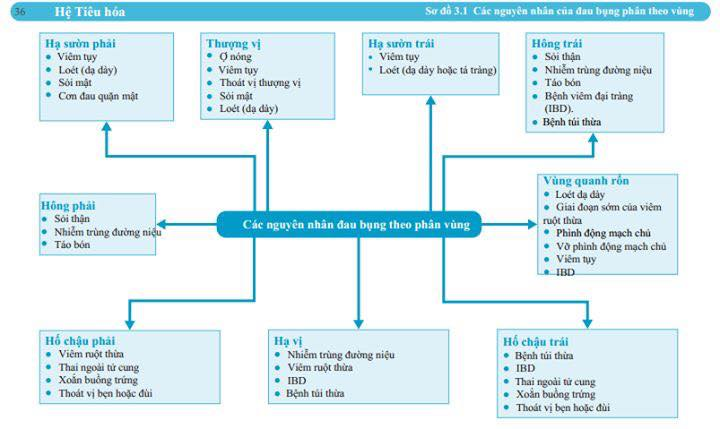 36 Hệ Tiêu hóa
Sơ đồ 3.1 Các nguyên nhân của đau bụng phân theo vùng
Hạ sườn phải
Viêm tụy
Loét (dạ dày)
Sỏi mật
Cơn đau quặn mật
Thượng vị
Ợ nóng
Viêm tụy
Thoát vị thượng vị
Sỏi mật
Loét (dạ dày)
Hạ sườn trái
Viêm tụy
Loét (dạ dày hoặc tá tràng)
Hông trái
Sỏi thận
Nhiễm trùng đường niệu
Táo bón
Bệnh viêm đại tràng
(IBD).
Bệnh túi thừa
Hông phải
Sỏi thận
Nhiễm trùng đường niệu
Táo bón
Các nguyên nhân đau bụng theo phân vùng
Vùng quanh rốn
Loét dạ dày
Giai đoạn sớm của viêm
ruột thừa
Phình động mạch chủ
Vỡ phình động mạch chủ
Viêm tụy
IBD
Hố chậu phải
Viêm ruột thừa
Thai ngoài tử cung
Xoắn buồng trứng
Thoát vị bẹn hoặc đùi
Hạ vị
Nhiễm trùng đường niệu
Viêm ruột thừa
IBD
Bệnh túi thừa
Hố chậu trái
Bệnh túi thừa
IBD
Thai ngoài tử cung
Xoắn buồng trứng
Thoát vị bẹn hoặc đùi